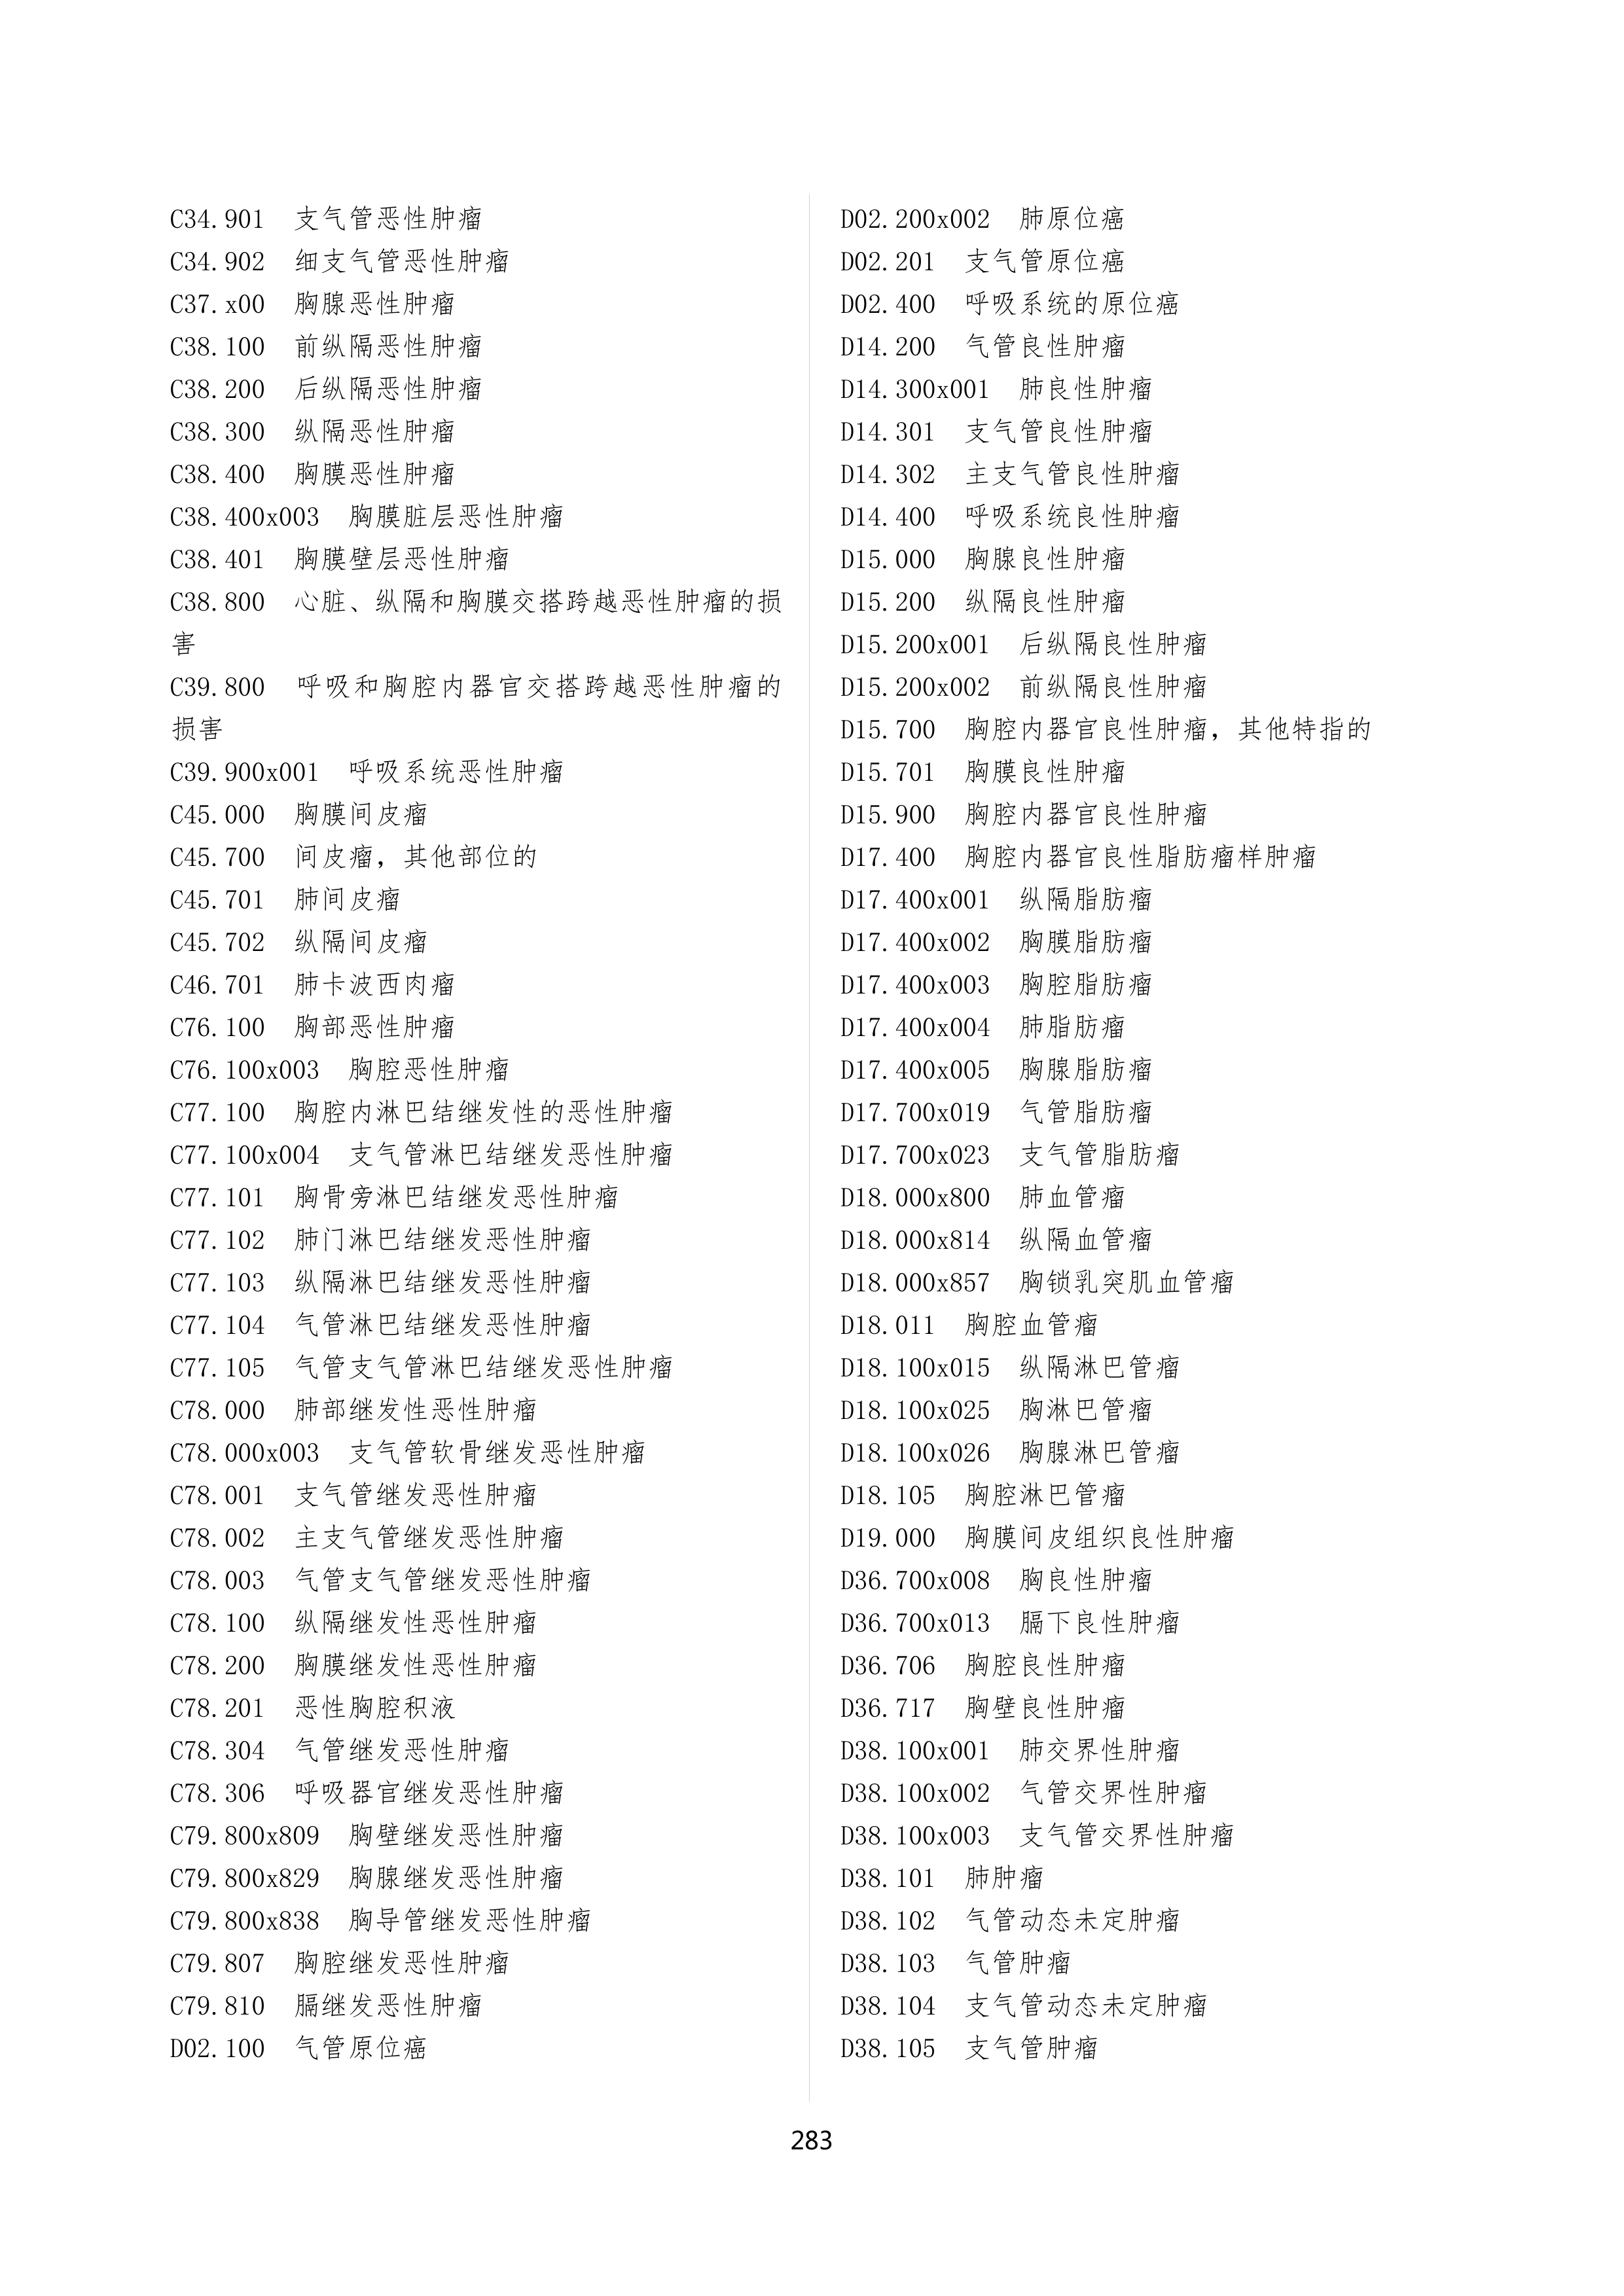 C34.901 支气管恶性肿瘤
C34.902 细支气管恶性肿瘤
C37.x00 胸腺恶性肿瘤
C38.100 前纵隔恶性肿瘤
C38.200 后纵隔恶性肿瘤
C38.300 纵隔恶性肿瘤
C38.400 胸膜恶性肿瘤
C38.400x003 胸膜脏层恶性肿瘤
C38.401 胸膜壁层恶性肿瘤
C38.800 心脏、纵隔和胸膜交搭跨越恶性肿瘤的损
害
C39.800 呼吸和胸腔内器官交搭跨越恶性肿瘤的
损害
C39.900x001 呼吸系统恶性肿瘤
C45.000 胸膜间皮瘤
C45.700 间皮瘤，其他部位的
C45.701 肺间皮瘤
C45.702 纵隔间皮瘤
C46.701 肺卡波西肉瘤
C76.100 胸部恶性肿瘤
C76.100x003 胸腔恶性肿瘤
C77.100 胸腔内淋巴结继发性的恶性肿瘤
C77.100x004 支气管淋巴结继发恶性肿瘤
C77.101 胸骨旁淋巴结继发恶性肿瘤
C77.102 肺门淋巴结继发恶性肿瘤
C77.103 纵隔淋巴结继发恶性肿瘤
C77.104 气管淋巴结继发恶性肿瘤
C77.105 气管支气管淋巴结继发恶性肿瘤
C78.000 肺部继发性恶性肿瘤
C78.000x003 支气管软骨继发恶性肿瘤
C78.001 支气管继发恶性肿瘤
C78.002 主支气管继发恶性肿瘤
C78.003 气管支气管继发恶性肿瘤
C78.100 纵隔继发性恶性肿瘤
C78.200 胸膜继发性恶性肿瘤
C78.201 恶性胸腔积液
C78.304 气管继发恶性肿瘤
C78.306 呼吸器官继发恶性肿瘤
C79.800x809 胸壁继发恶性肿瘤
C79.800x829 胸腺继发恶性肿瘤
C79.800x838 胸导管继发恶性肿瘤
C79.807 胸腔继发恶性肿瘤
C79.810 膈继发恶性肿瘤
D02.100 气管原位癌
D02.200x002 肺原位癌
D02.201 支气管原位癌
D02.400 呼吸系统的原位癌
D14.200 气管良性肿瘤
D14.300x001 肺良性肿瘤
D14.301 支气管良性肿瘤
D14.302 主支气管良性肿瘤
D14.400 呼吸系统良性肿瘤
D15.000 胸腺良性肿瘤
D15.200 纵隔良性肿瘤
D15.200x001 后纵隔良性肿瘤
D15.200x002 前纵隔良性肿瘤
D15.700 胸腔内器官良性肿瘤，其他特指的
D15.701 胸膜良性肿瘤
D15.900 胸腔内器官良性肿瘤
D17.400 胸腔内器官良性脂肪瘤样肿瘤
D17.400x001 纵隔脂肪瘤
D17.400x002 胸膜脂肪瘤
D17.400x003 胸腔脂肪瘤
D17.400x004 肺脂肪瘤
D17.400x005 胸腺脂肪瘤
D17.700x019 气管脂肪瘤
D17.700x023 支气管脂肪瘤
D18.000x800 肺血管瘤
D18.000x814 纵隔血管瘤
D18.000x857 胸锁乳突肌血管瘤
D18.011 胸腔血管瘤
D18.100x015 纵隔淋巴管瘤
D18.100x025 胸淋巴管瘤
D18.100x026 胸腺淋巴管瘤
D18.105 胸腔淋巴管瘤
D19.000 胸膜间皮组织良性肿瘤
D36.700x008 胸良性肿瘤
D36.700x013 膈下良性肿瘤
D36.706 胸腔良性肿瘤
D36.717 胸壁良性肿瘤
D38.100x001 肺交界性肿瘤
D38.100x002 气管交界性肿瘤
D38.100x003 支气管交界性肿瘤
D38.101 肺肿瘤
D38.102 气管动态未定肿瘤
D38.103 气管肿瘤
D38.104 支气管动态未定肿瘤
D38.105 支气管肿瘤
283